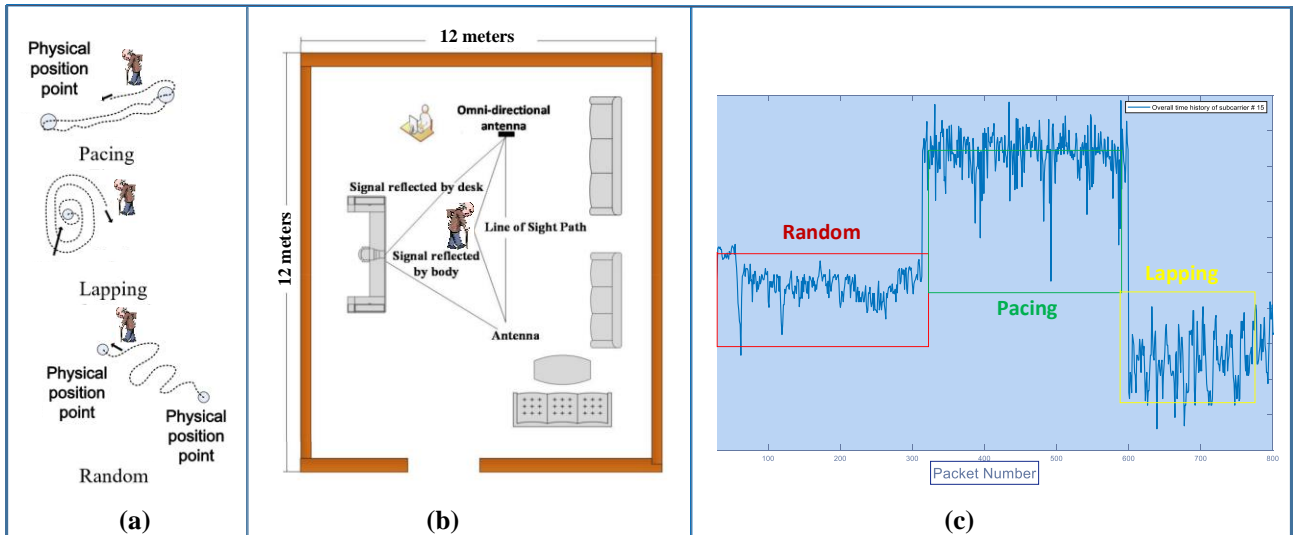 Physical
position
point
Pacing
Lapping
Physical
position
point
Physical
position
point
Random
(a)
12 meters
12 meters
Omni-directional
antenna
Signal reflected by desk
Line of Sight Path
Signal reflected
by body
Antenna
(b)
Overall time history of subcarrier # 15
Random
Lapping
Pacing
100
200
300
400
500
600
700
800
Packet Number
(c)